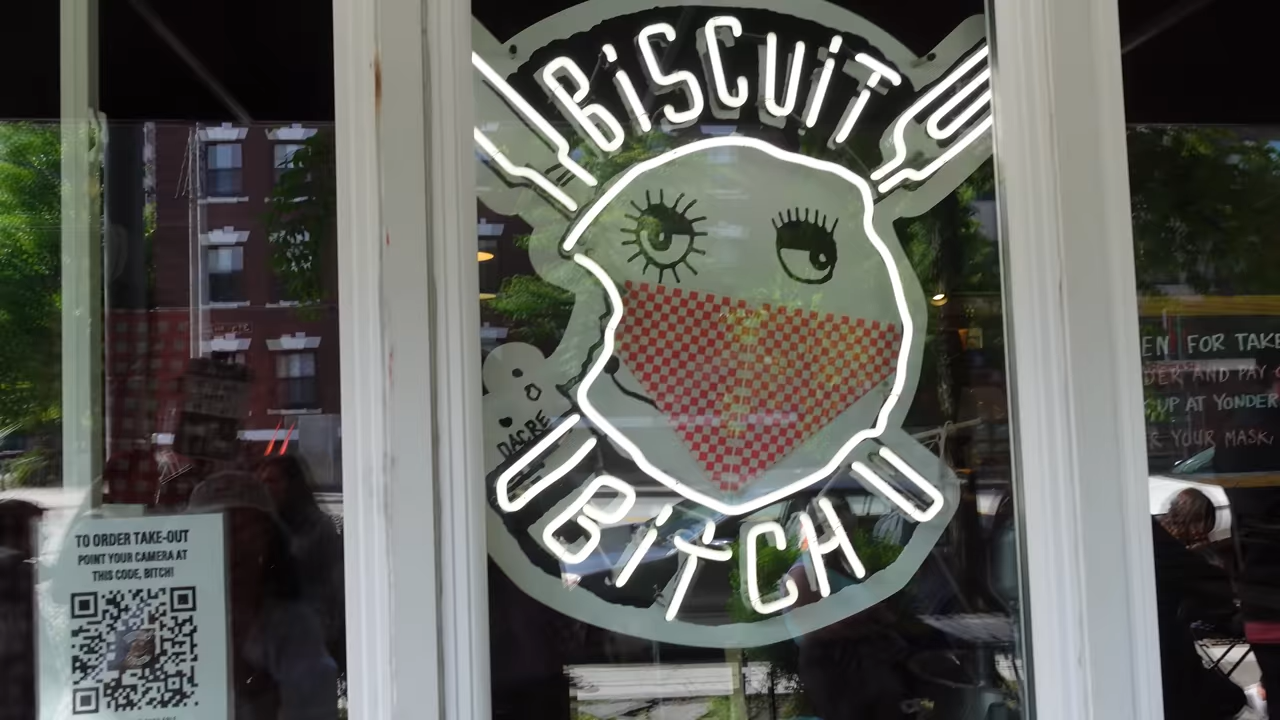 BiSCUiT
BiTCH
DACRE
TO ORDER TAKE-OUT
POINT YOUR CAMERA AT
THIS CODE, BITCH!
FOR TAKE
AND PAY
UP AT YONDER
YOUR MASK,